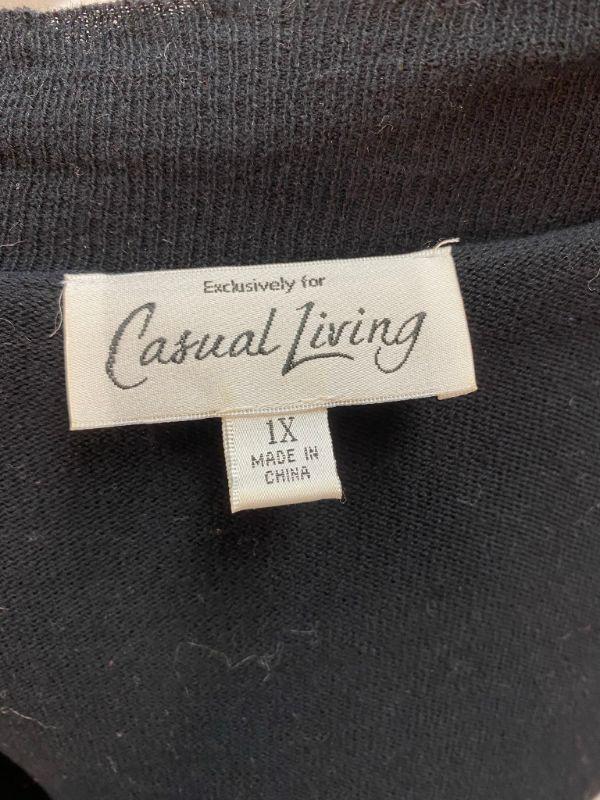 Exclusively for
Casual Living
1X
MADE IN
CHINA